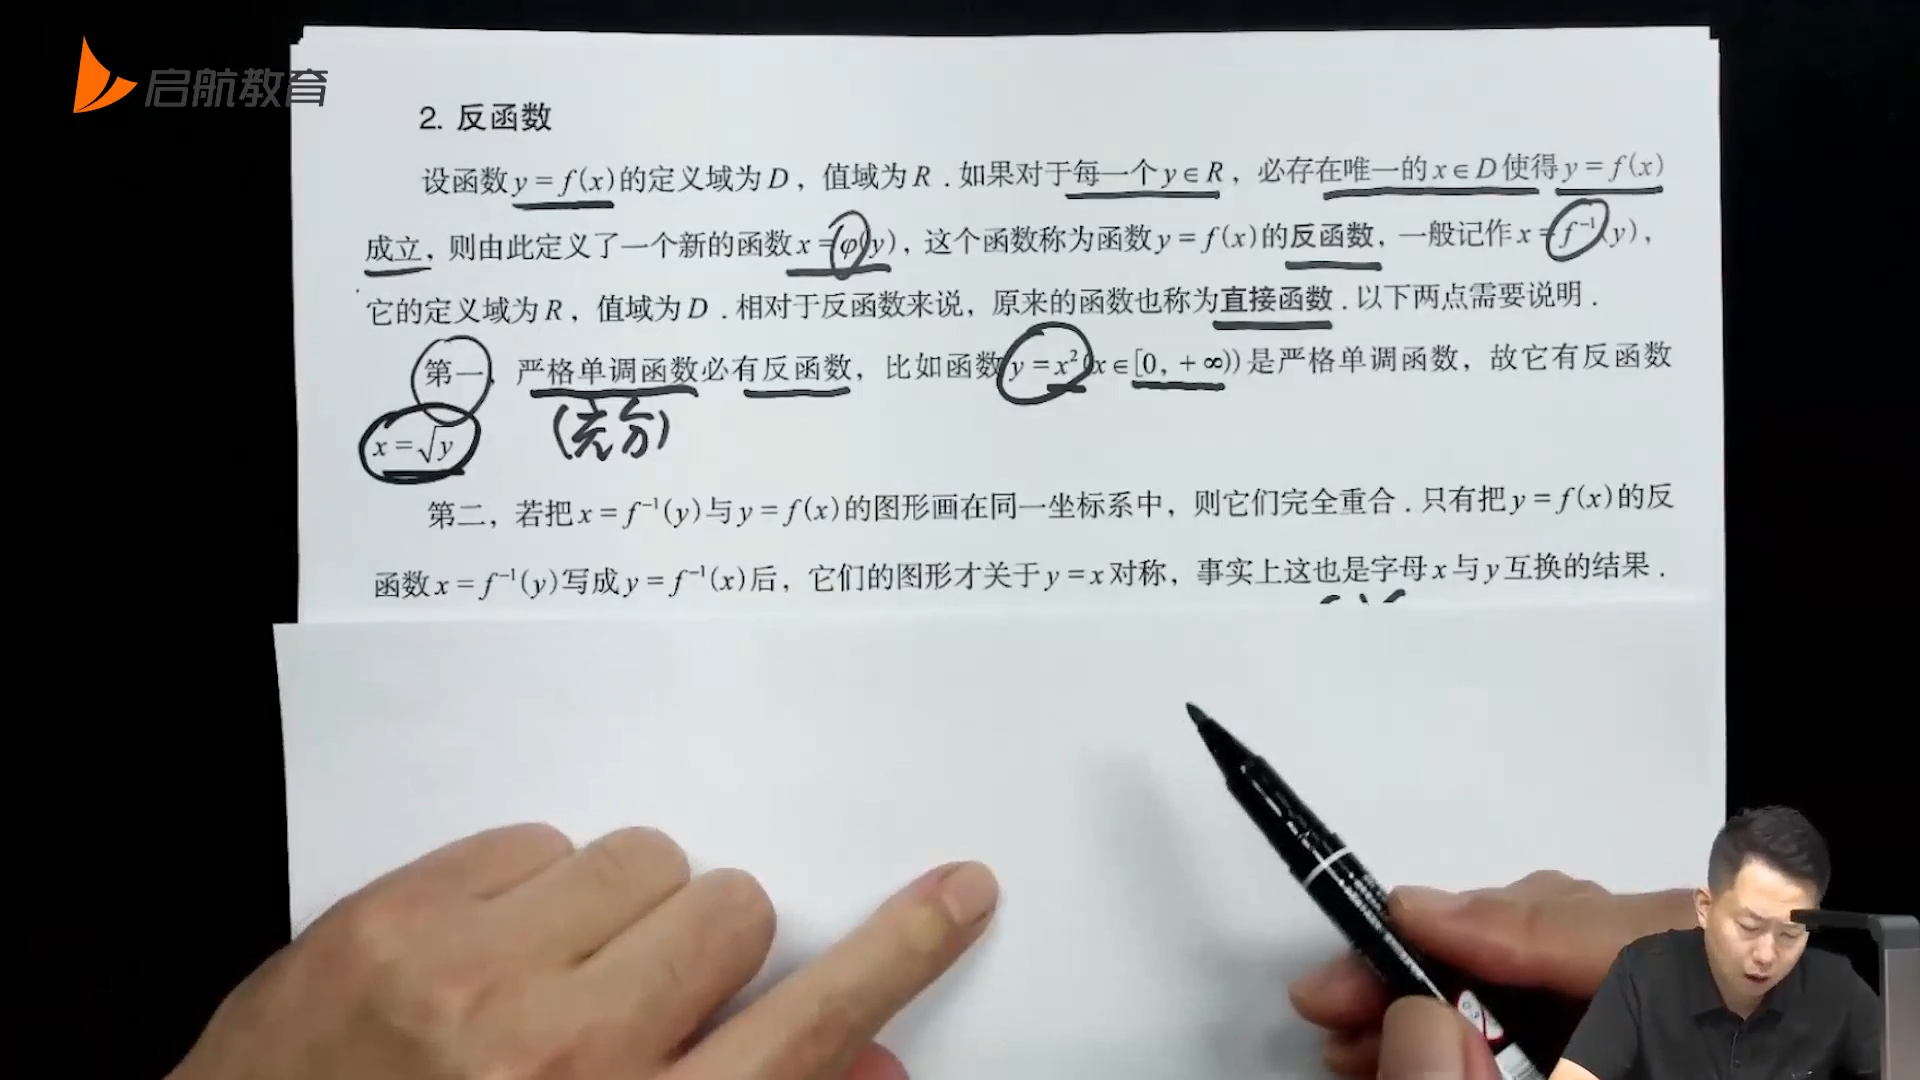 启航教育
2. 反函数
设函数 y = f(x) 的定义域为 D，值域为 R．如果对于每一个 y∈R，必存在唯一的 x∈D 使得 y = f(x)
成立，则由此定义了一个新的函数 x = φ(y)，这个函数称为函数 y = f(x) 的反函数，一般记作 x = f⁻¹(y)，
它的定义域为 R，值域为 D．相对于反函数来说，原来的函数也称为直接函数．以下两点需要说明．
第一，严格单调函数必有反函数，比如函数 y = x²(x∈[0, +∞)) 是严格单调函数，故它有反函数
x = √y
(充分)
第二，若把 x = f⁻¹(y) 与 y = f(x) 的图形画在同一坐标系中，则它们完全重合．只有把 y = f(x) 的反
函数 x = f⁻¹(y) 写成 y = f⁻¹(x) 后，它们的图形才关于 y = x 对称，事实上这也是字母 x 与 y 互换的结果．